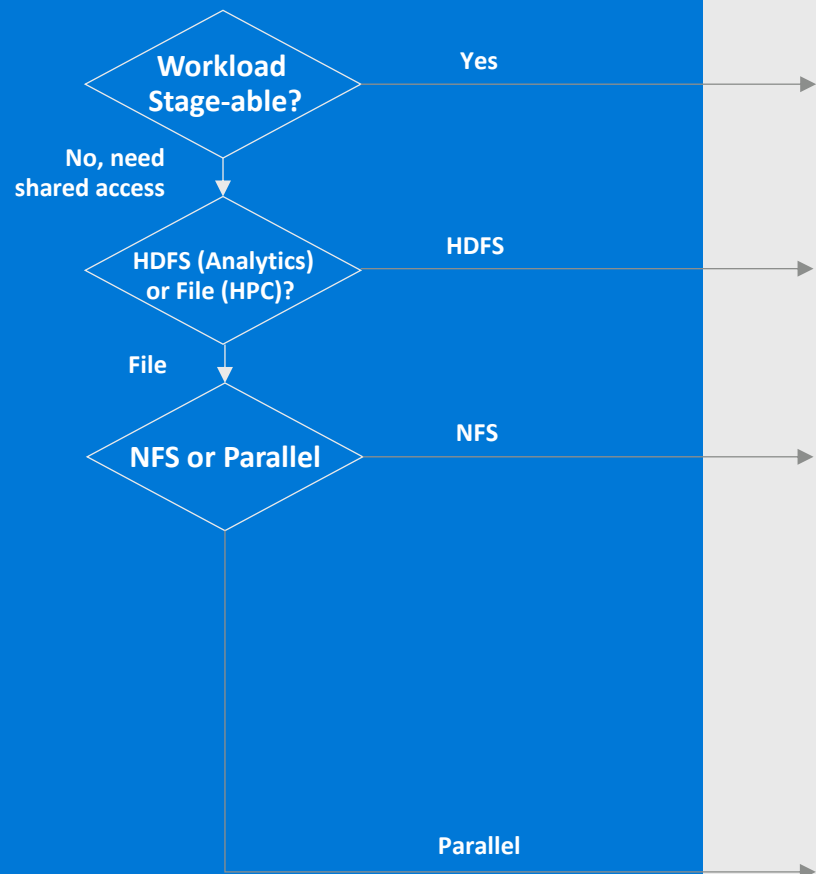 Workload
Stage-able?
Yes
No, need
shared access
HDFS (Analytics)
or File (HPC)?
HDFS
File
NFS or Parallel
NFS
Parallel